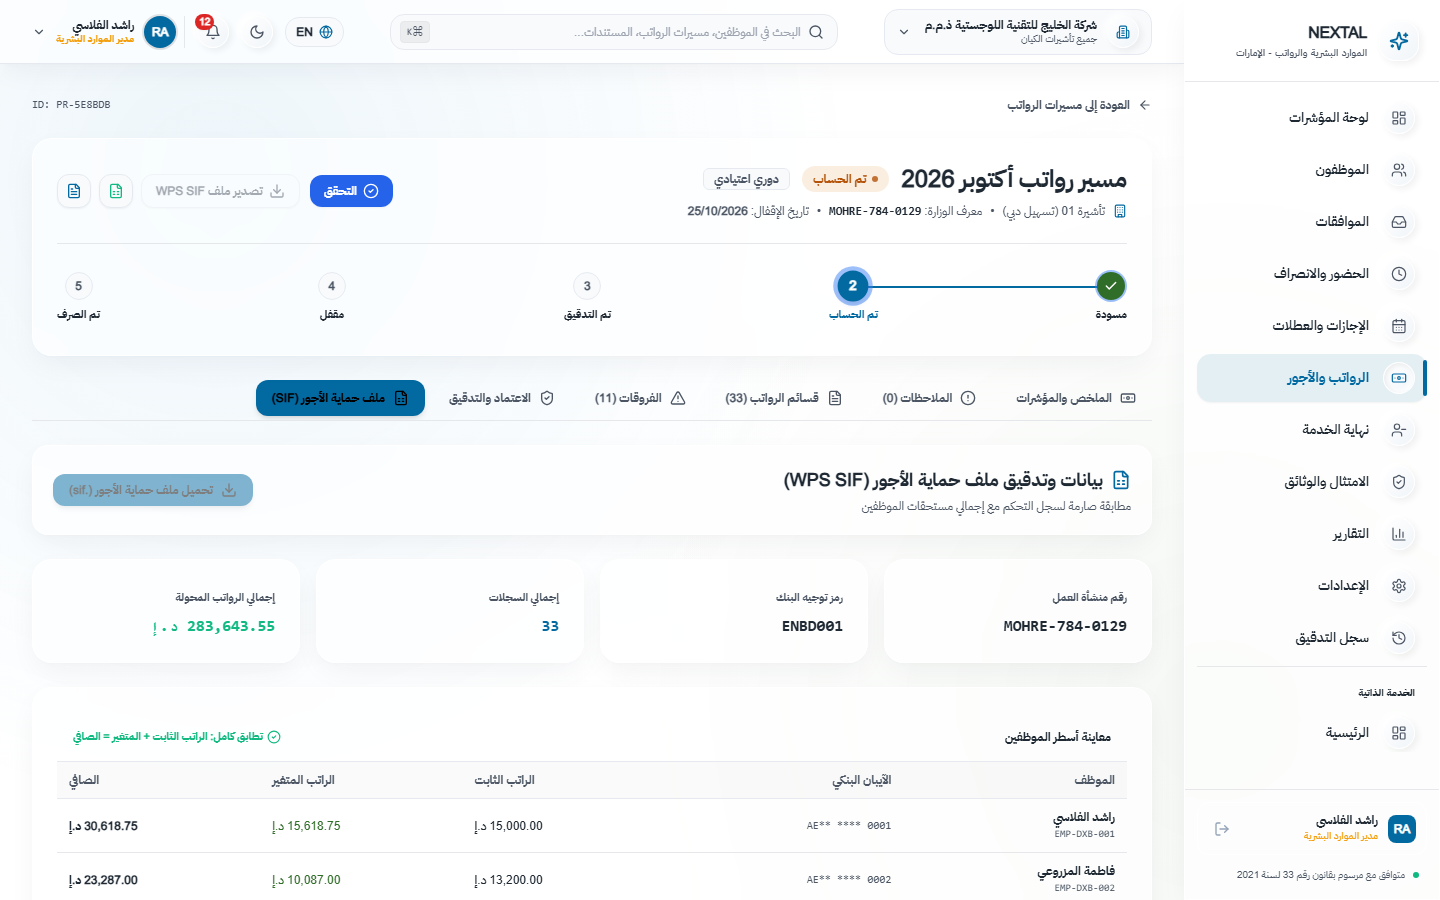 NEXTAL
الموارد البشرية والرواتب - الإمارات
لوحة المؤشرات
الموظفون
الموافقات
الحضور والانصراف
الإجازات والعطلات
الرواتب والأجور
نهاية الخدمة
الامتثال والوثائق
التقارير
الإعدادات
سجل التدقيق
الخدمة الذاتية
الرئيسية
RA
راشد الفلاسي
مدير الموارد البشرية
متوافق مع مرسوم بقانون رقم 33 لسنة 2021
شركة الخليج للتقنية اللوجستية ذ.م.م
جميع تأشيرات الكيان
البحث في الموظفين، مسيرات الرواتب، المستندات...
⌘K
EN
12
RA
راشد الفلاسي
مدير الموارد البشرية
العودة إلى مسيرات الرواتب
ID: PR-5E8BDB
مسير رواتب أكتوبر 2026
تم الحساب
دوري اعتيادي
تأشيرة 01 (تسهيل دبي) • معرف الوزارة: MOHRE-784-0129 • تاريخ الإقفال: 25/10/2026
التحقق
تصدير ملف WPS SIF
مسودة
2
تم الحساب
3
تم التدقيق
4
مقفل
5
تم الصرف
الملخص والمؤشرات
الملاحظات (0)
قسائم الرواتب (33)
الفروقات (11)
الاعتماد والتدقيق
ملف حماية الأجور (SIF)
بيانات وتدقيق ملف حماية الأجور (WPS SIF)
مطابقة صارمة لسجل التحكم مع إجمالي مستحقات الموظفين
تحميل ملف حماية الأجور (.sif)
رقم منشأة العمل
MOHRE-784-0129
رمز توجيه البنك
ENBD001
إجمالي السجلات
33
إجمالي الرواتب المحولة
283,643.55 د.إ
معاينة أسطر الموظفين
تطابق كامل: الراتب الثابت + المتغير = الصافي
الموظف الآيبان البنكي الراتب الثابت الراتب المتغير الصافي
راشد الفلاسي
EMP-DXB-001
AE** **** 0001
15,000.00 د.إ
15,618.75 د.إ
30,618.75 د.إ
فاطمة المزروعي
EMP-DXB-002
AE** **** 0002
13,200.00 د.إ
10,087.00 د.إ
23,287.00 د.إ